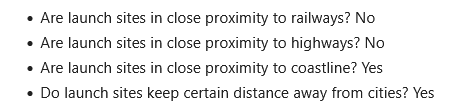 • Are launch sites in close proximity to railways? No
• Are launch sites in close proximity to highways? No
• Are launch sites in close proximity to coastline? Yes
• Do launch sites keep certain distance away from cities? Yes